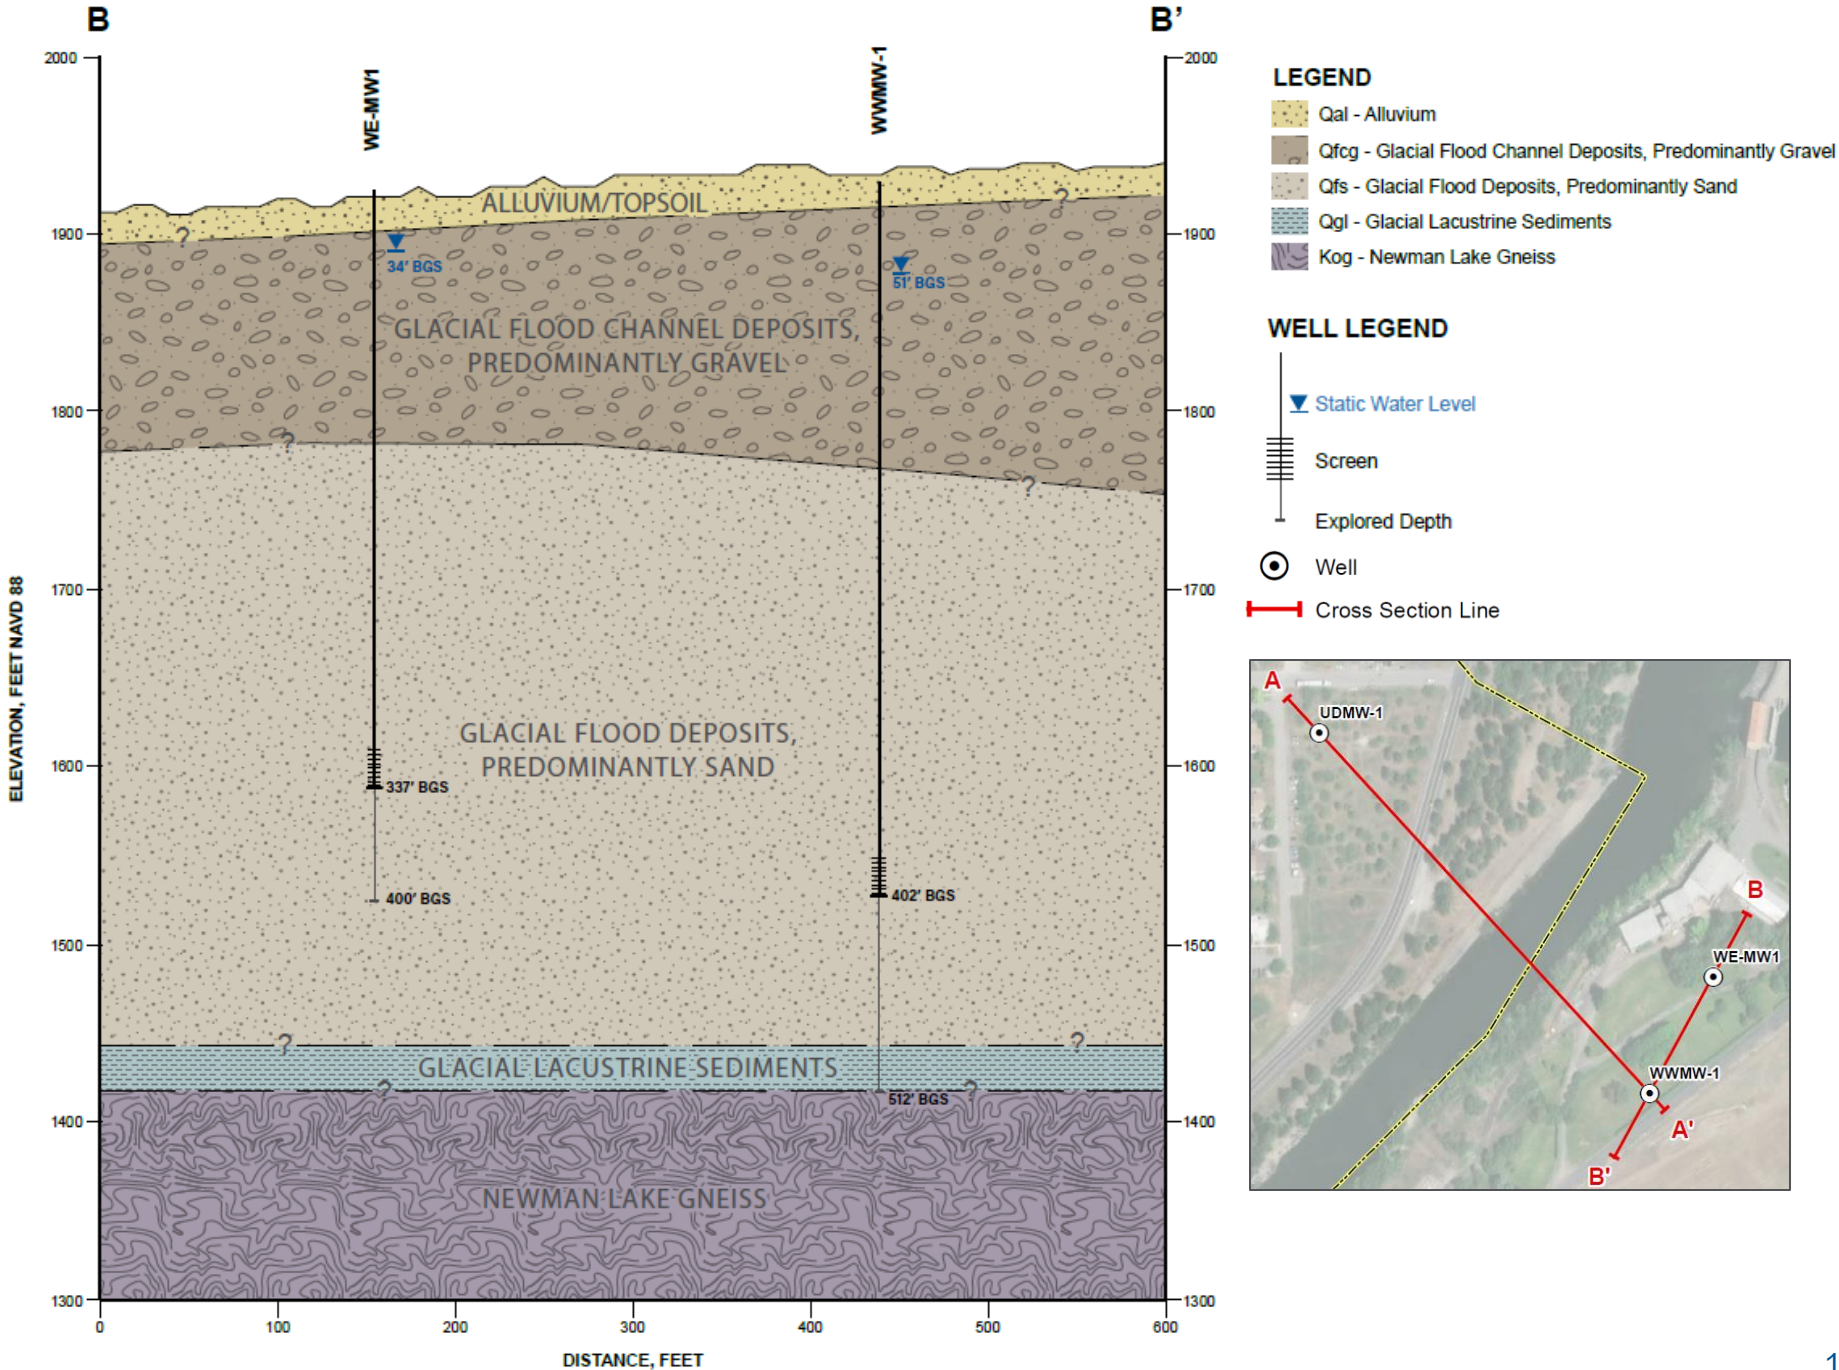 B
B'
2000
1900
1800
1700
1600
1500
1400
1300
2000
1900
1800
1700
1600
1500
1400
1300
ELEVATION, FEET NAVD 88
WE-MW1
WWMW-1
ALLUVIUM/TOPSOIL
?
?
34' BGS
51' BGS
GLACIAL FLOOD CHANNEL DEPOSITS,
PREDOMINANTLY GRAVEL
?
?
GLACIAL FLOOD DEPOSITS,
PREDOMINANTLY SAND
337' BGS
400' BGS
402' BGS
?
?
GLACIAL LACUSTRINE SEDIMENTS
?
?
512' BGS
NEWMAN LAKE GNEISS
0
100
200
300
400
500
600
DISTANCE, FEET
LEGEND
Qal - Alluvium
Qfcg - Glacial Flood Channel Deposits, Predominantly Gravel
Qfs - Glacial Flood Deposits, Predominantly Sand
Qgl - Glacial Lacustrine Sediments
Kog - Newman Lake Gneiss
WELL LEGEND
Static Water Level
Screen
Explored Depth
Well
Cross Section Line
A
UDMW-1
B
WE-MW1
WWMW-1
A'
B'
1